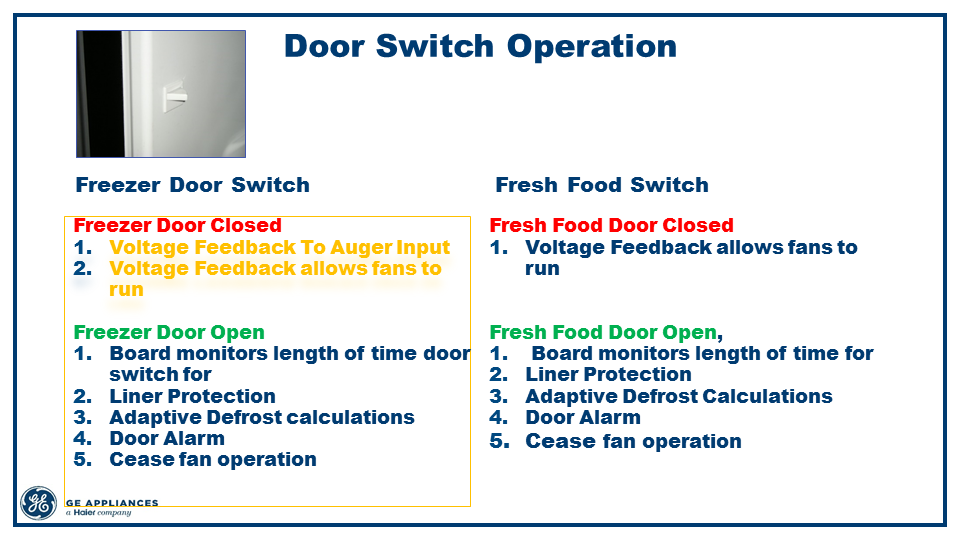 Door Switch Operation
Freezer Door Switch
Freezer Door Closed
1. Voltage Feedback To Auger Input
2. Voltage Feedback allows fans to
run
Freezer Door Open
1. Board monitors length of time door
switch for
2. Liner Protection
3. Adaptive Defrost calculations
4. Door Alarm
5. Cease fan operation
Fresh Food Switch
Fresh Food Door Closed
1. Voltage Feedback allows fans to
run
Fresh Food Door Open,
1. Board monitors length of time for
2. Liner Protection
3. Adaptive Defrost Calculations
4. Door Alarm
5. Cease fan operation
GE APPLIANCES
a Haier company